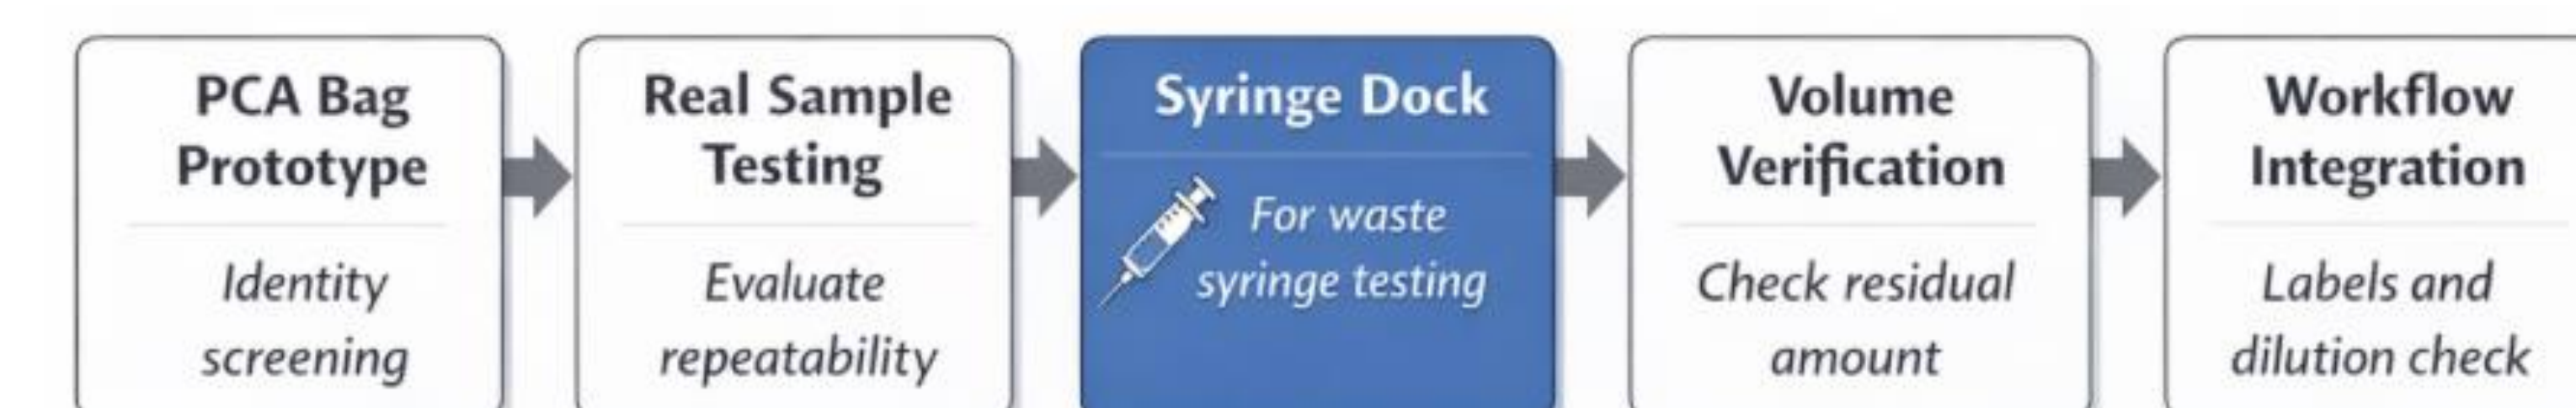 PCA Bag
Prototype
Identity
screening
Real Sample
Testing
Evaluate
repeatability
Syringe Dock
For waste
syringe testing
Volume
Verification
Check residual
amount
Workflow
Integration
Labels and
dilution check